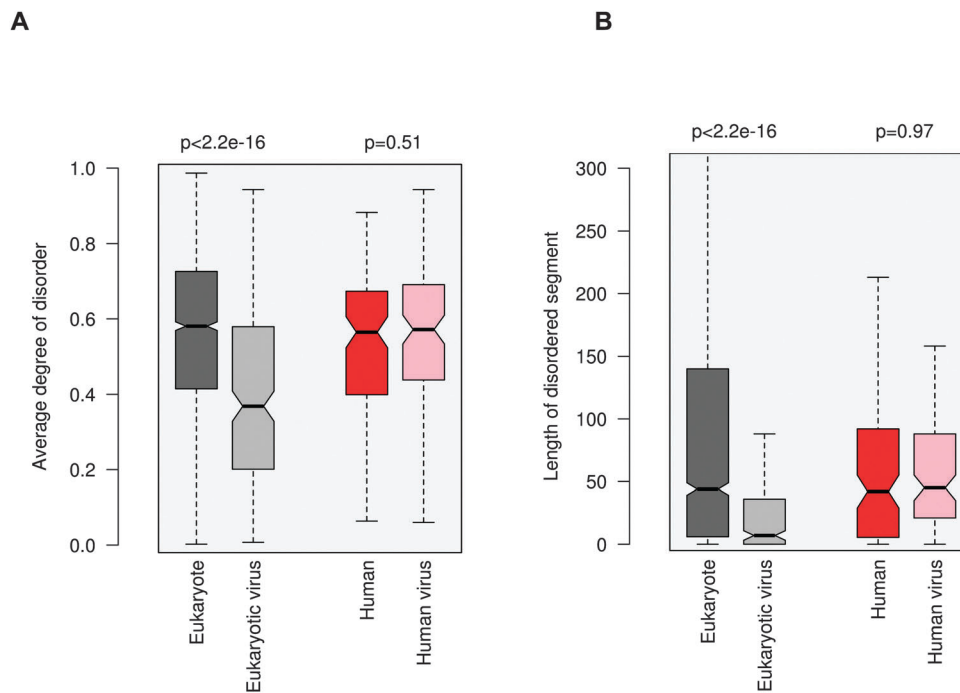 A
p<2.2e-16
p=0.51
Average degree of disorder
1.0
0.8
0.6
0.4
0.2
0.0
Eukaryote
Eukaryotic virus
Human
Human virus
B
p<2.2e-16
p=0.97
Length of disordered segment
300
250
200
150
100
50
0
Eukaryote
Eukaryotic virus
Human
Human virus